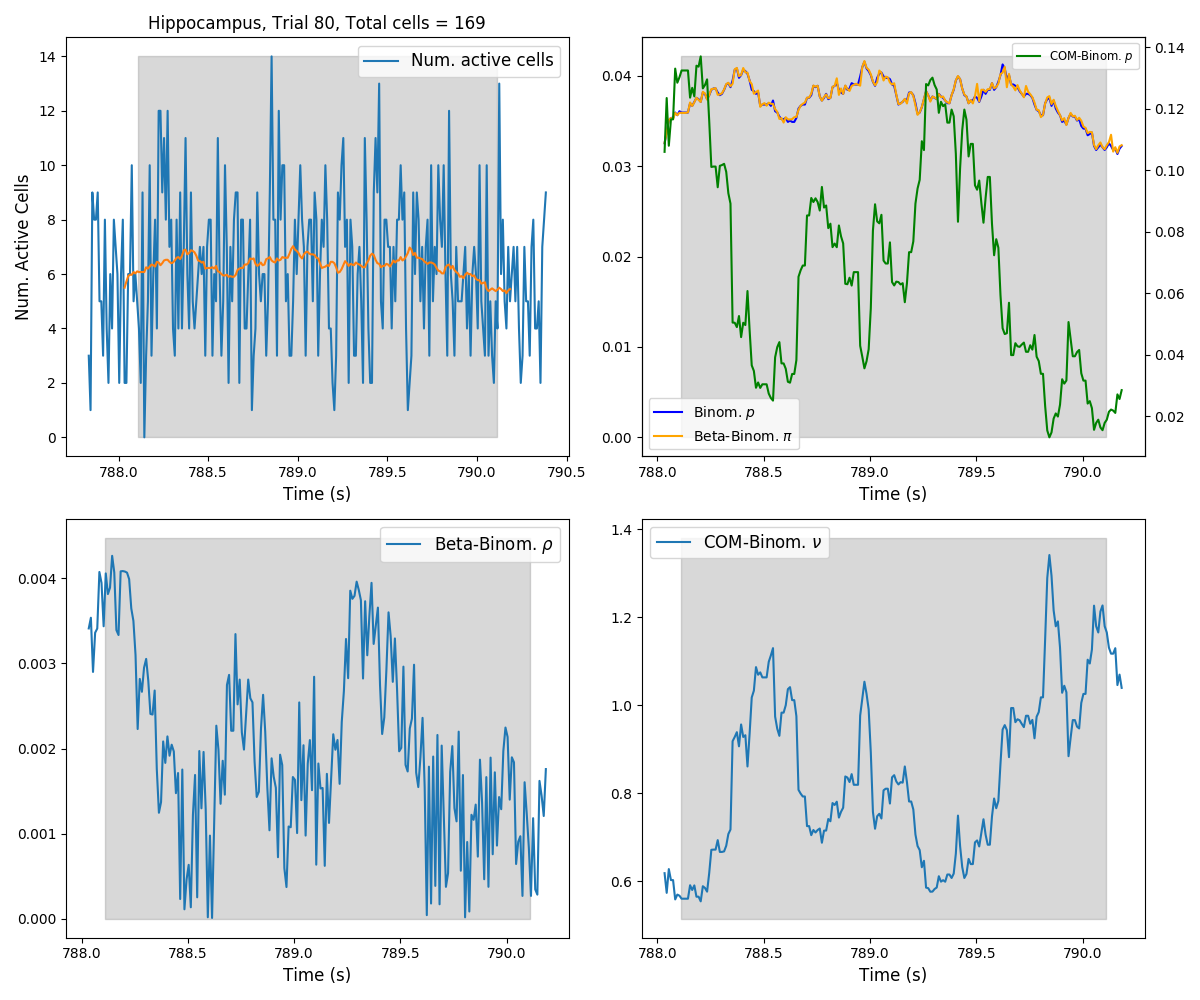 Hippocampus, Trial 80, Total cells = 169
Num. Active Cells
14
12
10
8
6
4
2
0
Num. active cells
788.0 788.5 789.0 789.5 790.0 790.5
Time (s)
0.04
0.03
0.02
0.01
0.00
COM-Binom. p
Binom. p
Beta-Binom. π
0.14
0.12
0.10
0.08
0.06
0.04
0.02
788.0 788.5 789.0 789.5 790.0
Time (s)
0.004
0.003
0.002
0.001
0.000
Beta-Binom. ρ
788.0 788.5 789.0 789.5 790.0
Time (s)
1.4
1.2
1.0
0.8
0.6
COM-Binom. ν
788.0 788.5 789.0 789.5 790.0
Time (s)